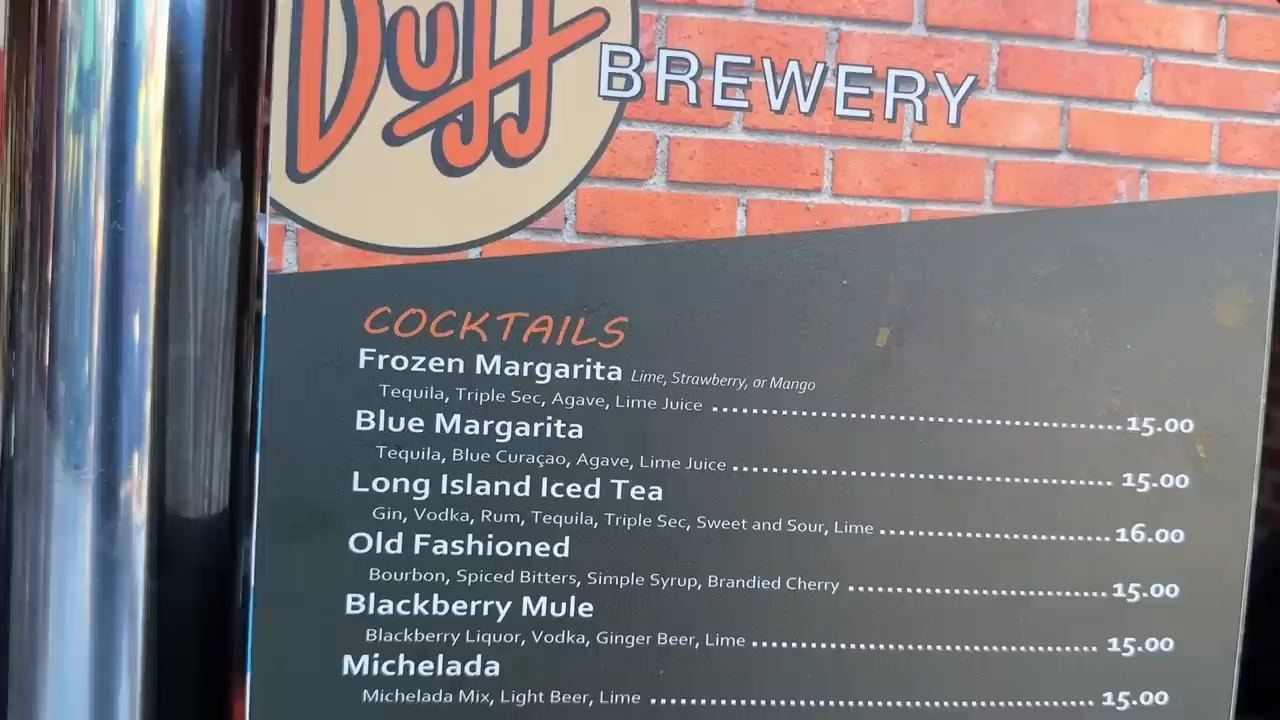 Duff
BREWERY
COCKTAILS
Frozen Margarita Lime, Strawberry, or Mango
Tequila, Triple Sec, Agave, Lime Juice ........ 15.00
Blue Margarita
Tequila, Blue Curaçao, Agave, Lime Juice ........ 15.00
Long Island Iced Tea
Gin, Vodka, Rum, Tequila, Triple Sec, Sweet and Sour, Lime ........ 16.00
Old Fashioned
Bourbon, Spiced Bitters, Simple Syrup, Brandied Cherry ........ 15.00
Blackberry Mule
Blackberry Liquor, Vodka, Ginger Beer, Lime ........ 15.00
Michelada
Michelada Mix, Light Beer, Lime ........ 15.00